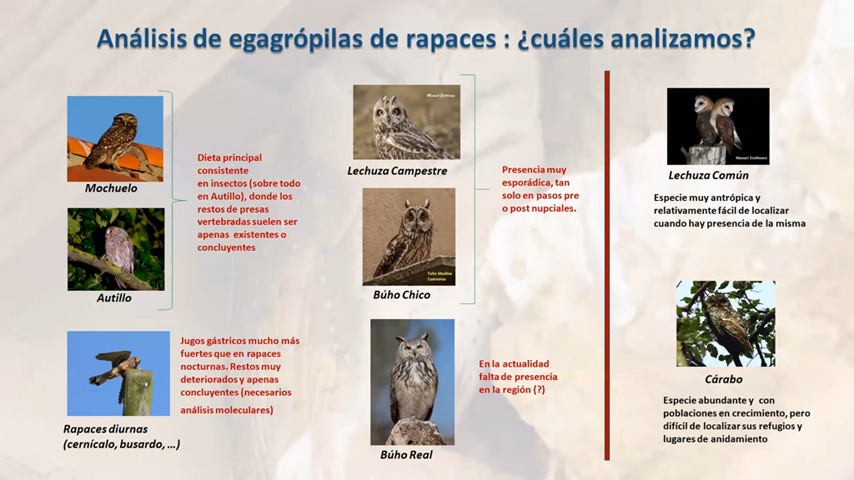 Análisis de egagrópilas de rapaces : ¿cuáles analizamos?
Mochuelo
Autillo
Dieta principal
consistente
en insectos (sobre todo
en Autillo), donde los
restos de presas
vertebradas suelen ser
apenas existentes o
concluyentes
Rapaces diurnas
(cernícalo, busardo, ...)
Jugos gástricos mucho más
fuertes que en rapaces
nocturnas. Restos muy
deteriorados y apenas
concluyentes (necesarios
análisis moleculares)
Lechuza Campestre
Búho Chico
Presencia muy
esporádica, tan
solo en pasos pre
o post nupciales.
Búho Real
En la actualidad
falta de presencia
en la región (?)
Lechuza Común
Especie muy antrópica y
relativamente fácil de localizar
cuando hay presencia de la misma
Cárabo
Especie abundante y con
poblaciones en crecimiento, pero
difícil de localizar sus refugios y
lugares de anidamiento